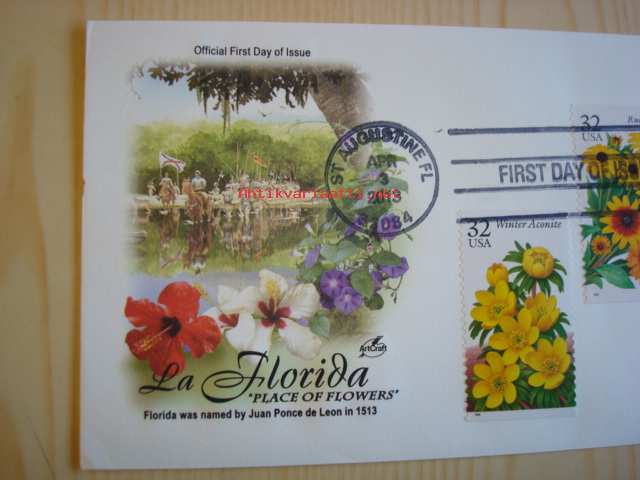 Official First Day of Issue
ST AUGUSTINE FL
APR
3
32084
FIRST DAY OF IS
32
USA
32
USA
Winter Aconite
Antikvariaatti.net
ArtCraft
La Florida
"PLACE OF FLOWERS"
Florida was named by Juan Ponce de Leon in 1513